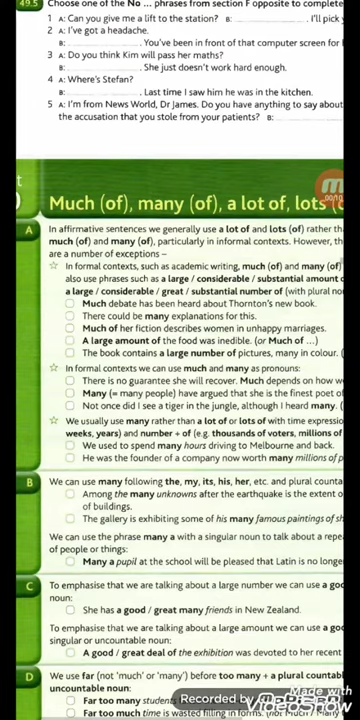 49.5 Choose one of the No ... phrases from section F opposite to complete
1 A: Can you give me a lift to the station? B: I'll pick
2 A: I've got a headache.
B: . You've been in front of that computer screen for
3 A: Do you think Kim will pass her maths?
B: . She just doesn't work hard enough.
4 A: Where's Stefan?
B: . Last time I saw him he was in the kitchen.
5 A: I'm from News World, Dr James. Do you have anything to say about
the accusation that you stole from your patients? B:
Much (of), many (of), a lot of, lots (
00:10
A In affirmative sentences we generally use a lot of and lots (of) rather th
much (of) and many (of), particularly in informal contexts. However, th
are a number of exceptions –
☆ In formal contexts, such as academic writing, much (of) and many (of)
also use phrases such as a large / considerable / substantial amount
a large / considerable / great / substantial number of (with plural no
Much debate has been heard about Thornton's new book.
There could be many explanations for this.
Much of her fiction describes women in unhappy marriages.
A large amount of the food was inedible. (or Much of ...)
The book contains a large number of pictures, many in colour. (
☆ In formal contexts we can use much and many as pronouns:
There is no guarantee she will recover. Much depends on how w
Many (= many people) have argued that she is the finest poet o
Not once did I see a tiger in the jungle, although I heard many. (
☆ We usually use many rather than a lot of or lots of with time expressio
weeks, years) and number + of (e.g. thousands of voters, millions of
We used to spend many hours driving to Melbourne and back.
He was the founder of a company now worth many millions of p
B We can use many following the, my, its, his, her, etc. and plural counta
Among the many unknowns after the earthquake is the extent o
of buildings.
The gallery is exhibiting some of his many famous paintings of sh
We can use the phrase many a with a singular noun to talk about a repe
of people or things:
Many a pupil at the school will be pleased that Latin is no longer
C To emphasise that we are talking about a large number we can use a goo
noun:
She has a good / great many friends in New Zealand.
To emphasise that we are talking about a large amount we can use a go
singular or uncountable noun:
A good / great deal of the exhibition was devoted to her recent
D We use far (not 'much' or 'many') before too many + a plural countabl
uncountable noun:
Far too many students
Far too much time is wasted filling in forms. (not Much / Many
Recorded by
Made with
VideoShow